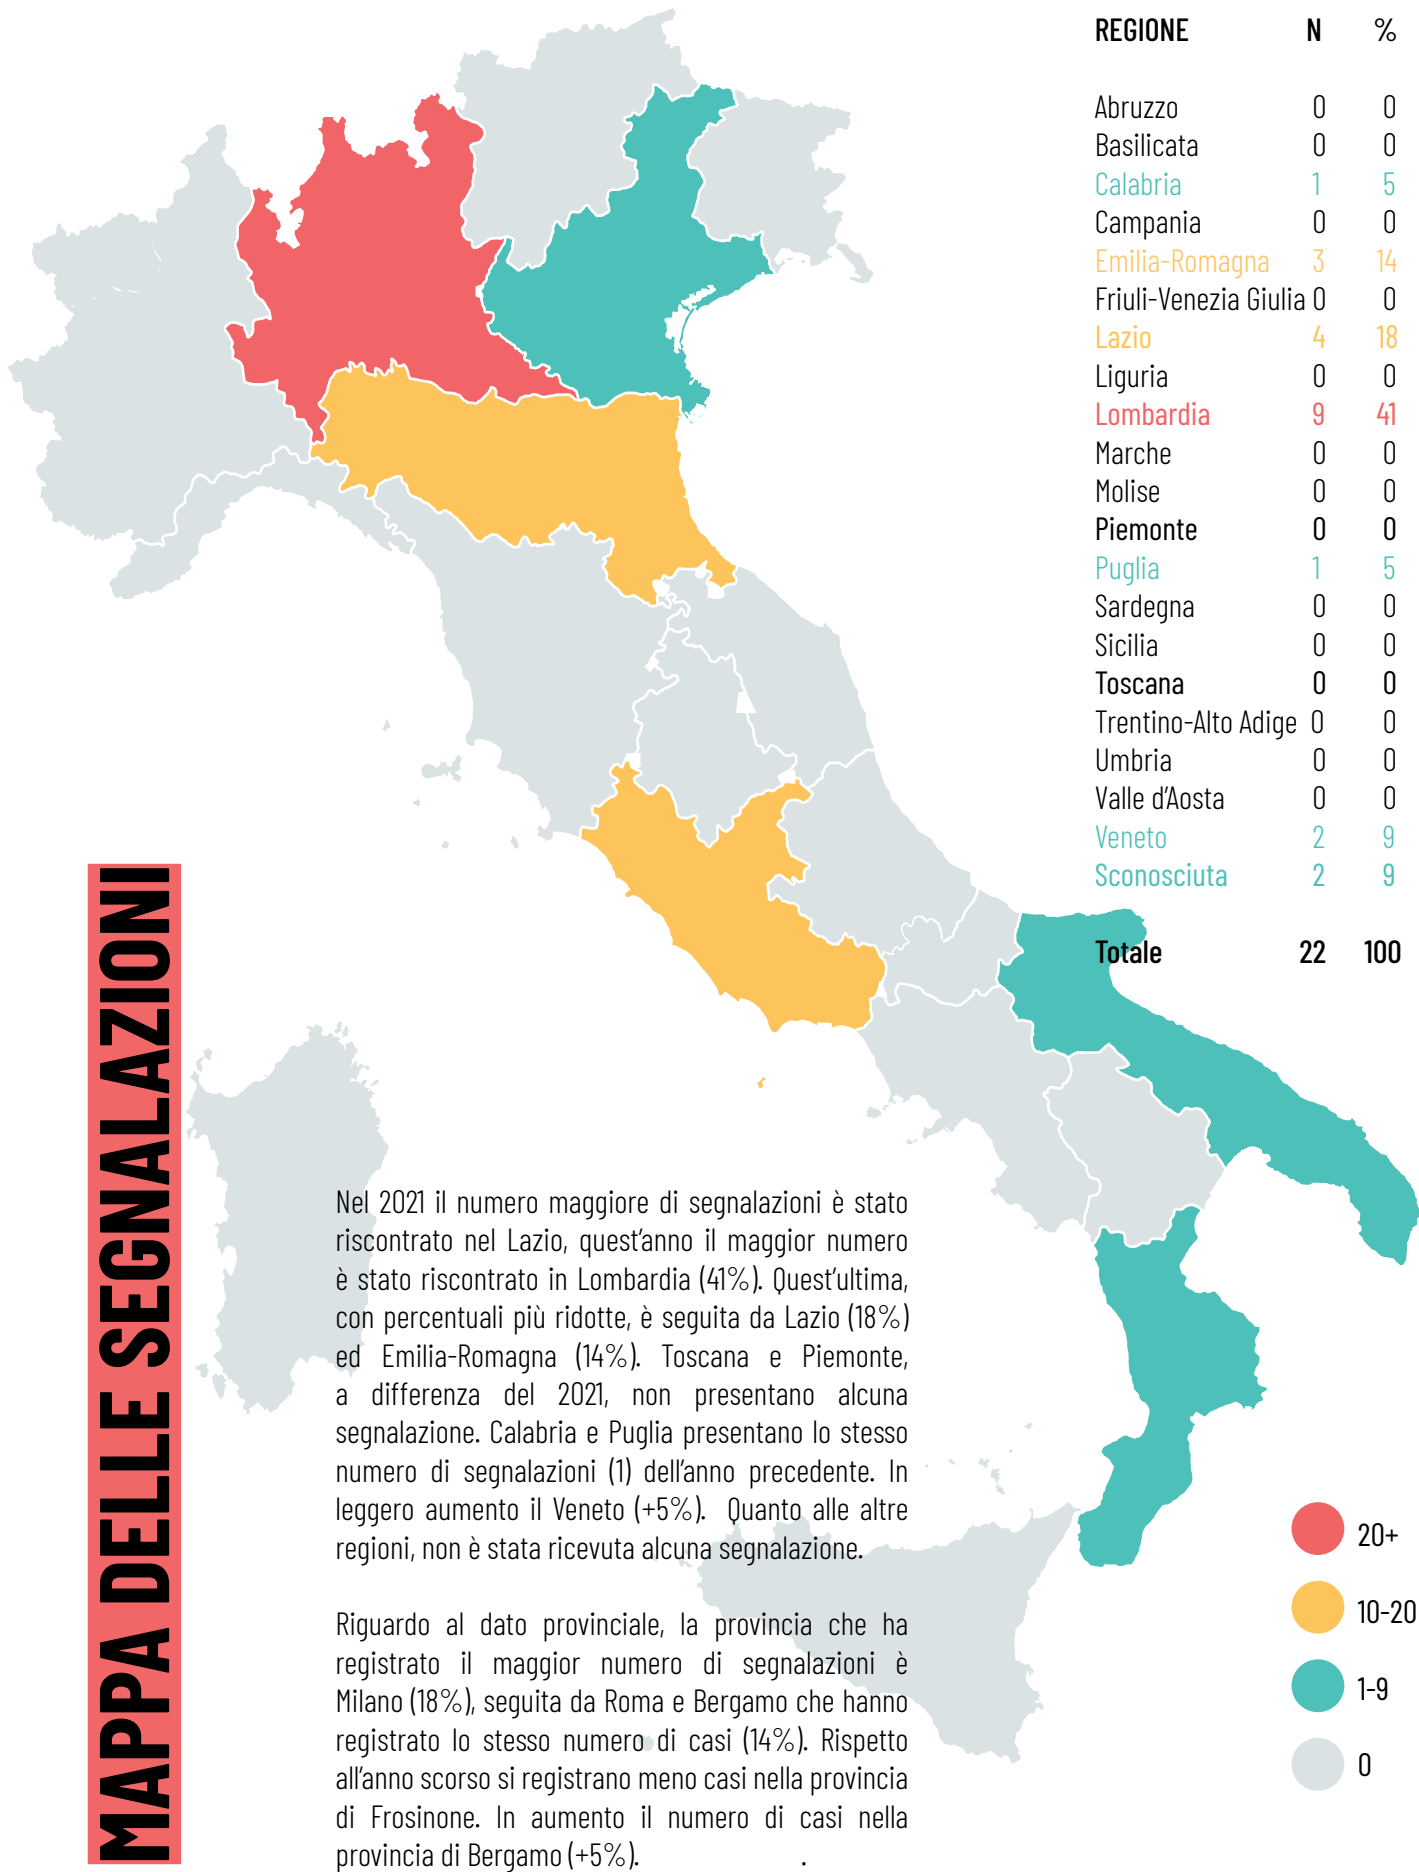 REGIONE N %
Abruzzo 0 0
Basilicata 0 0
Calabria 1 5
Campania 0 0
Emilia-Romagna 3 14
Friuli-Venezia Giulia 0 0
Lazio 4 18
Liguria 0 0
Lombardia 9 41
Marche 0 0
Molise 0 0
Piemonte 0 0
Puglia 1 5
Sardegna 0 0
Sicilia 0 0
Toscana 0 0
Trentino-Alto Adige 0 0
Umbria 0 0
Valle d'Aosta 0 0
Veneto 2 9
Sconosciuta 2 9
Totale 22 100
MAPPA DELLE SEGNALAZIONI
Nel 2021 il numero maggiore di segnalazioni è stato
riscontrato nel Lazio, quest'anno il maggior numero
è stato riscontrato in Lombardia (41%). Quest'ultima,
con percentuali più ridotte, è seguita da Lazio (18%)
ed Emilia-Romagna (14%). Toscana e Piemonte,
a differenza del 2021, non presentano alcuna
segnalazione. Calabria e Puglia presentano lo stesso
numero di segnalazioni (1) dell'anno precedente. In
leggero aumento il Veneto (+5%). Quanto alle altre
regioni, non è stata ricevuta alcuna segnalazione.
Riguardo al dato provinciale, la provincia che ha
registrato il maggior numero di segnalazioni è
Milano (18%), seguita da Roma e Bergamo che hanno
registrato lo stesso numero di casi (14%). Rispetto
all'anno scorso si registrano meno casi nella provincia
di Frosinone. In aumento il numero di casi nella
provincia di Bergamo (+5%). .
20+
10-20
1-9
0